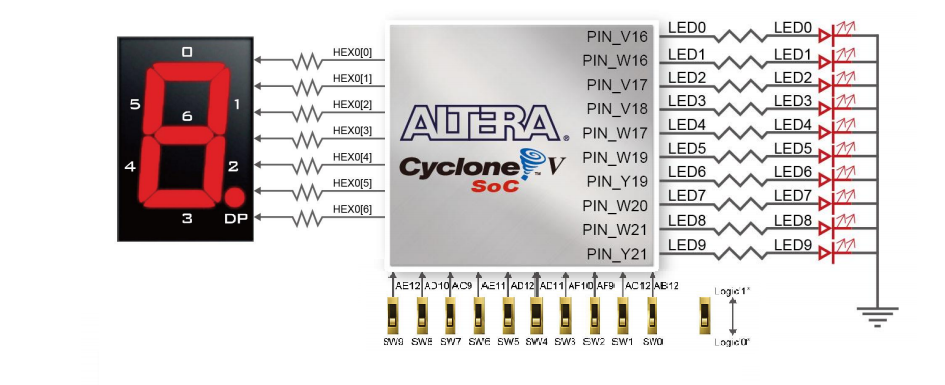 0
5
1
6
4
2
3
DP
HEX0[0]
HEX0[1]
HEX0[2]
HEX0[3]
HEX0[4]
HEX0[5]
HEX0[6]
ALTERA®
Cyclone™ V
SoC
PIN_V16 LED0 LED0
PIN_W16 LED1 LED1
PIN_V17 LED2 LED2
PIN_V18 LED3 LED3
PIN_W17 LED4 LED4
PIN_W19 LED5 LED5
PIN_Y19 LED6 LED6
PIN_W20 LED7 LED7
PIN_W21 LED8 LED8
PIN_Y21 LED9 LED9
AE12 AD10 AC9 AE11 AD12 AD11 AF10 AF9 AC12 AB12
SW9 SW8 SW7 SW6 SW5 SW4 SW3 SW2 SW1 SW0
Logic"1"
Logic"0"